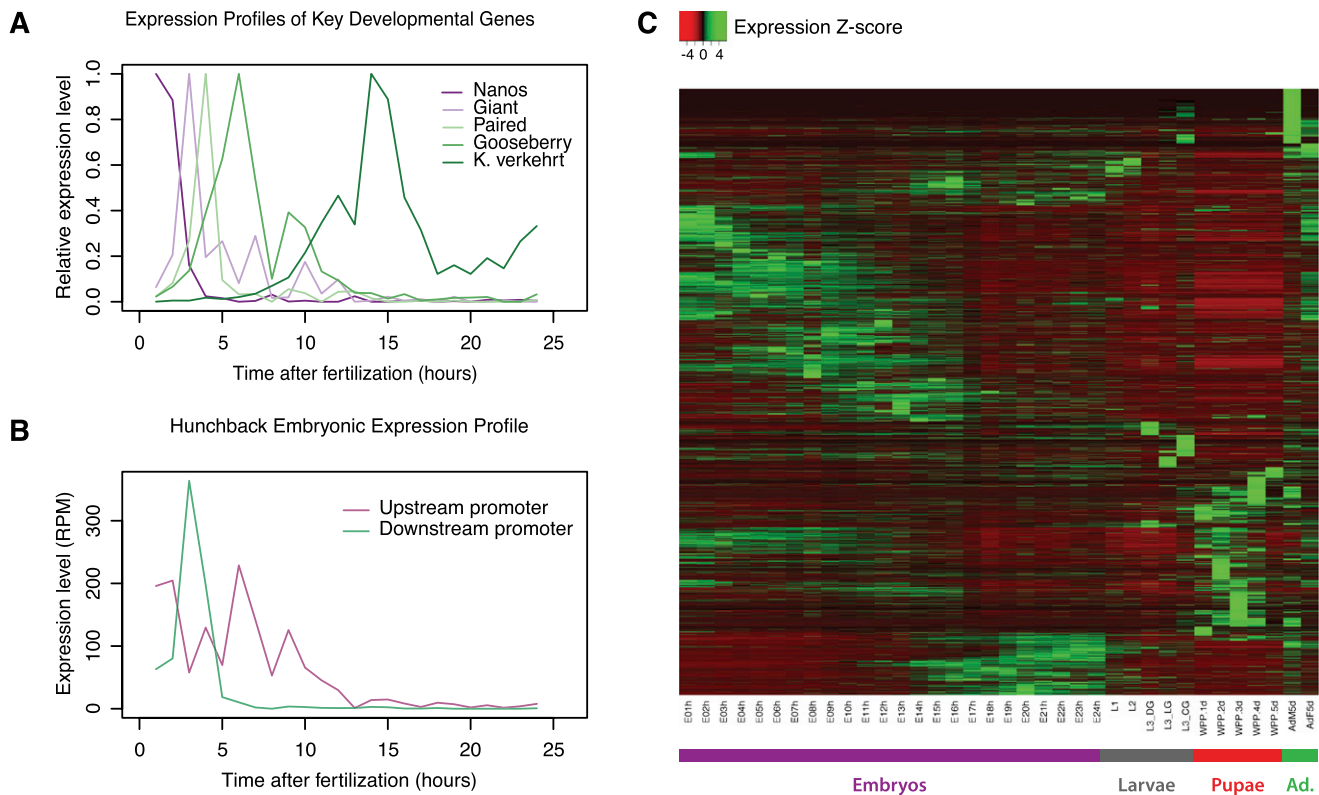 A
Expression Profiles of Key Developmental Genes
Relative expression level
0.0 0.2 0.4 0.6 0.8 1.0
Nanos
Giant
Paired
Gooseberry
K. verkehrt
0 5 10 15 20 25
Time after fertilization (hours)
B
Hunchback Embryonic Expression Profile
Expression level (RPM)
0 100 200 300
Upstream promoter
Downstream promoter
0 5 10 15 20 25
Time after fertilization (hours)
C
Expression Z-score
-4 0 4
E01h E02h E03h E04h E05h E06h E07h E08h E09h E10h E11h E12h E13h E14h E15h E16h E17h E18h E19h E20h E21h E22h E23h E24h L1 L2 L3_DG L3_LG L3_CG WPP.1d WPP.2d WPP.3d WPP.4d WPP.5d AdM5d AdF5d
Embryos Larvae Pupae Ad.